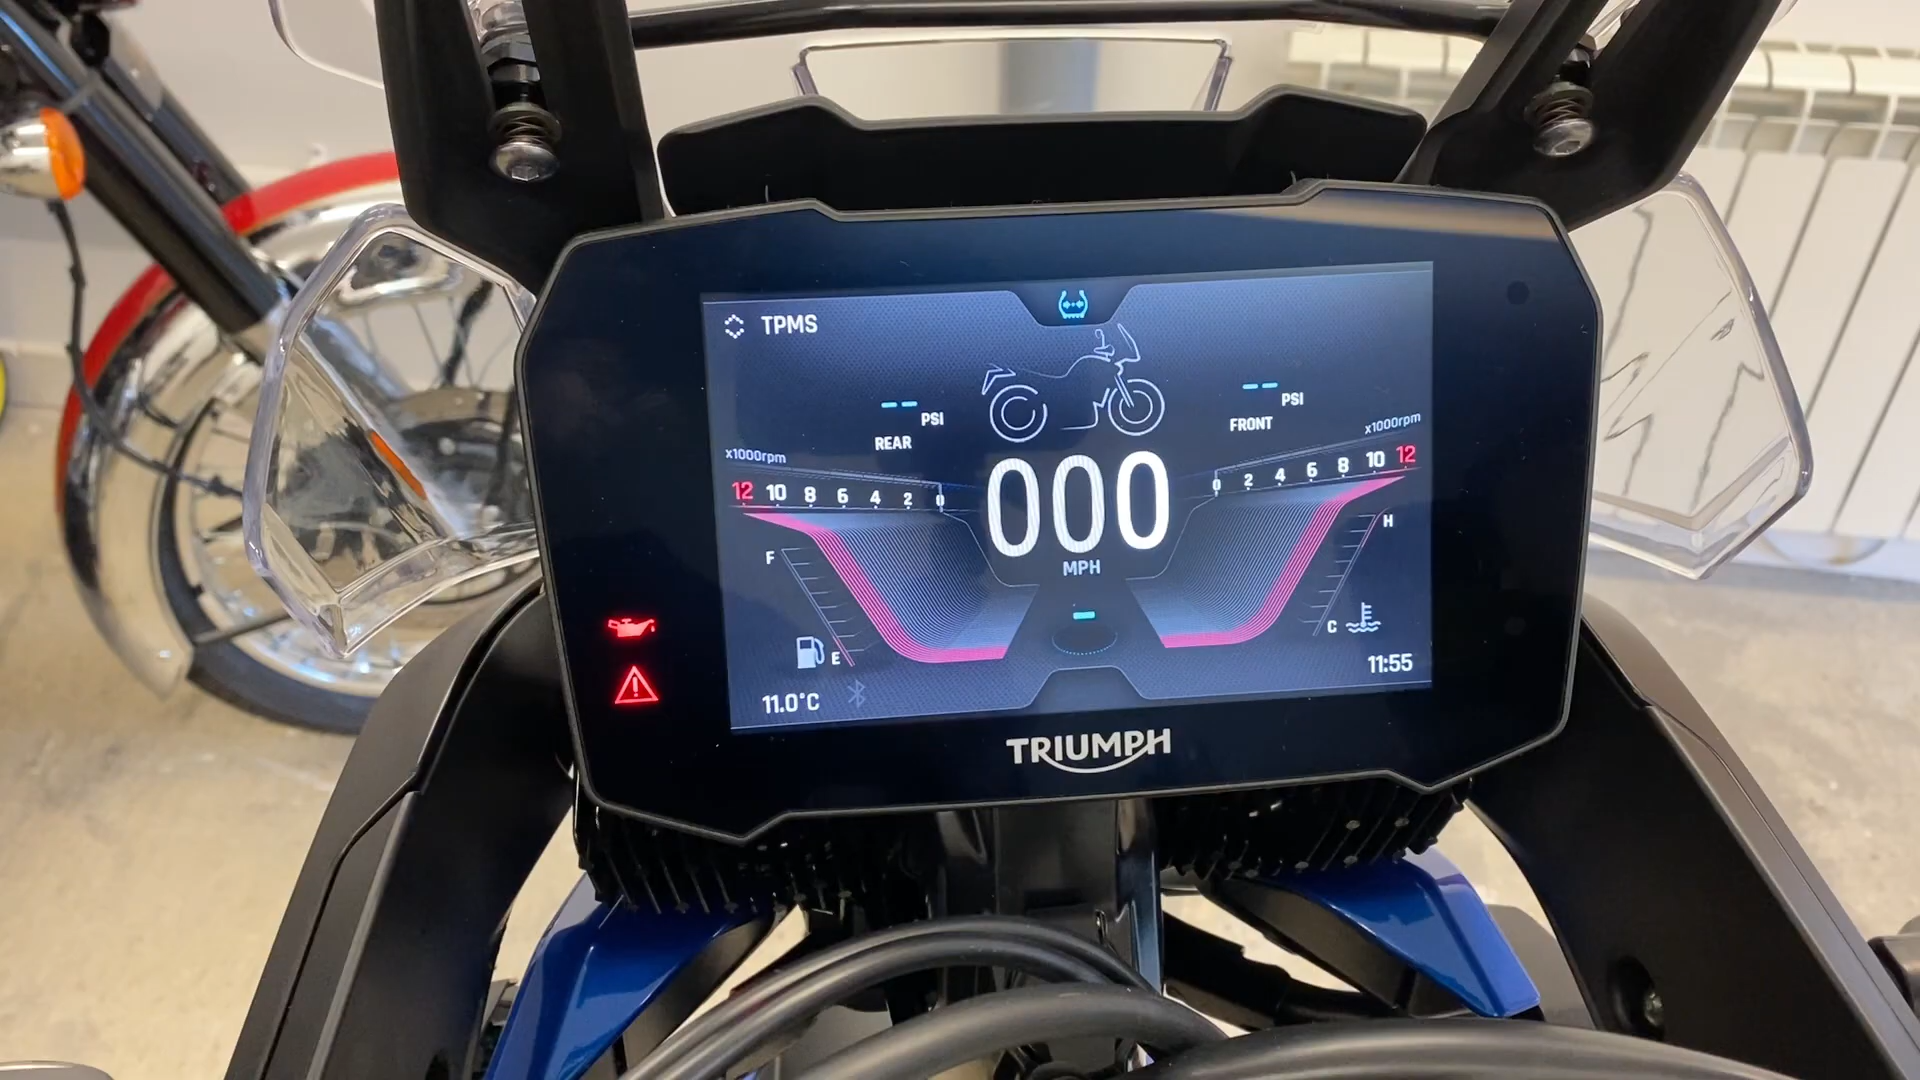 TPMS
-- PSI
REAR
-- PSI
FRONT
x1000rpm
12 10 8 6 4 2 0
x1000rpm
0 2 4 6 8 10 12
000
MPH
F
E
H
C
11.0°C
11:55
TRIUMPH